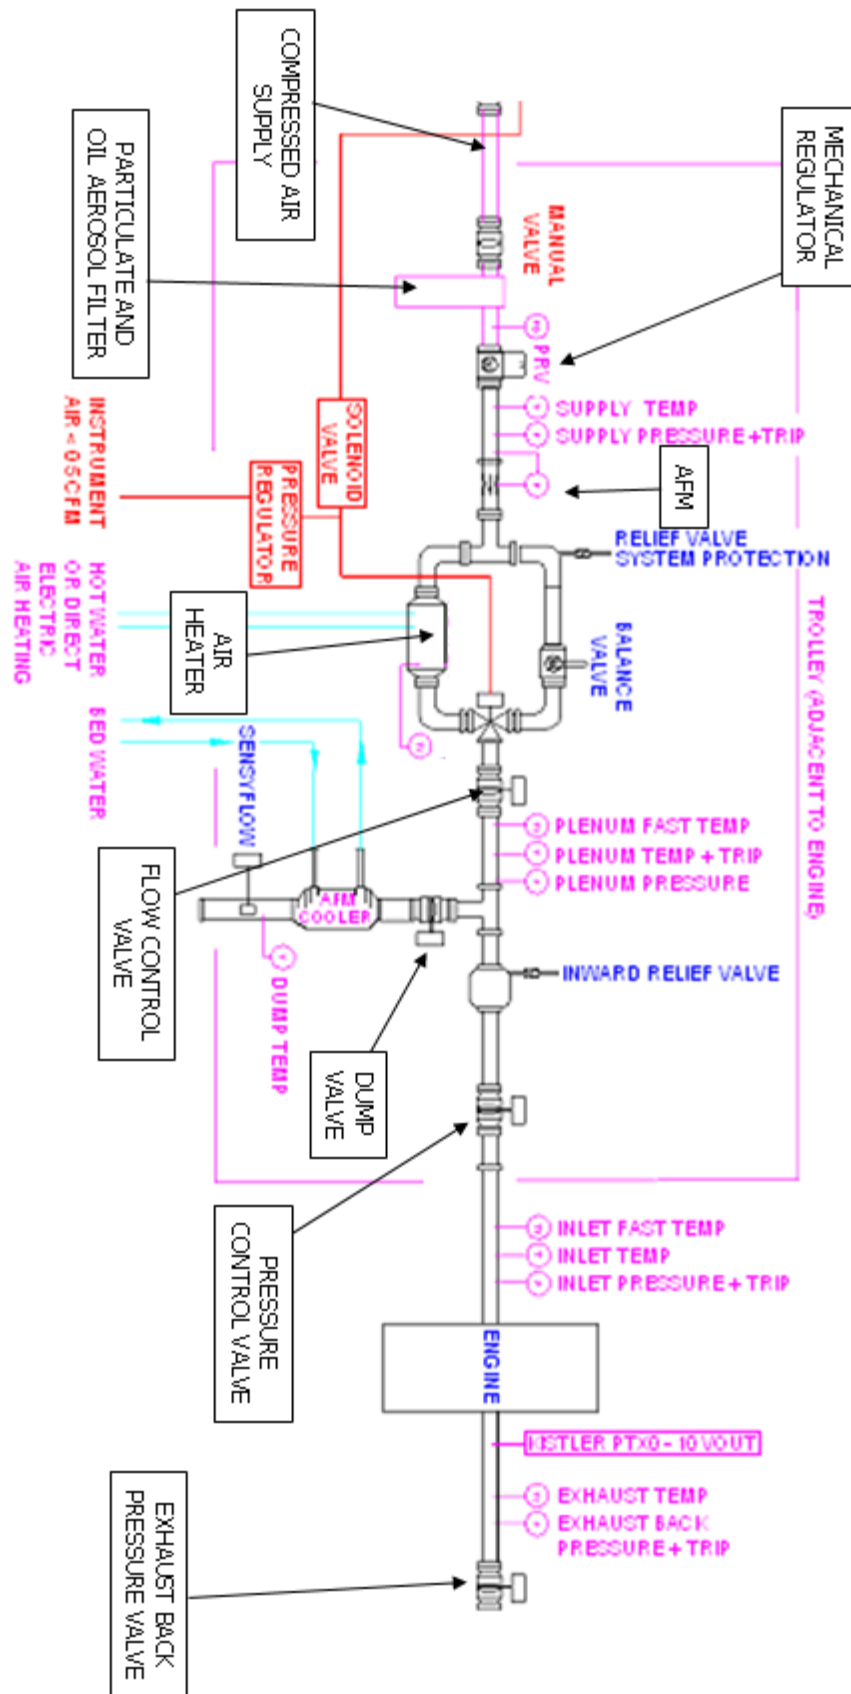 COMPRESSED AIR
SUPPLY
PARTICULATE AND
OIL AEROSOL FILTER
MECHANICAL
REGULATOR
MANUAL
VALVE
PRV
SUPPLY TEMP
SUPPLY PRESSURE+TRIP
AFM
SOLENOID
VALVE
PRESSURE
REGULATOR
INSTRUMENT
AIR < 05CFM
HOT WATER
OR DIRECT
ELECTRIC
AIR HEATING
BED WATER
AIR
HEATER
RELIEF VALVE
SYSTEM PROTECTION
BALANCE
VALVE
TROLLEY (ADJACENT TO ENGINE)
SENSYFLOW
FLOW CONTROL
VALVE
AFM
COOLER
DUMP TEMP
DUMP
VALVE
PLENUM FAST TEMP
PLENUM TEMP + TRIP
PLENUM PRESSURE
INWARD RELIEF VALVE
PRESSURE
CONTROL VALVE
INLET FAST TEMP
INLET TEMP
INLET PRESSURE + TRIP
ENGINE
KISTLER PTX0 - 10 VOUT
EXHAUST TEMP
EXHAUST BACK
PRESSURE + TRIP
EXHAUST BACK
PRESSURE VALVE